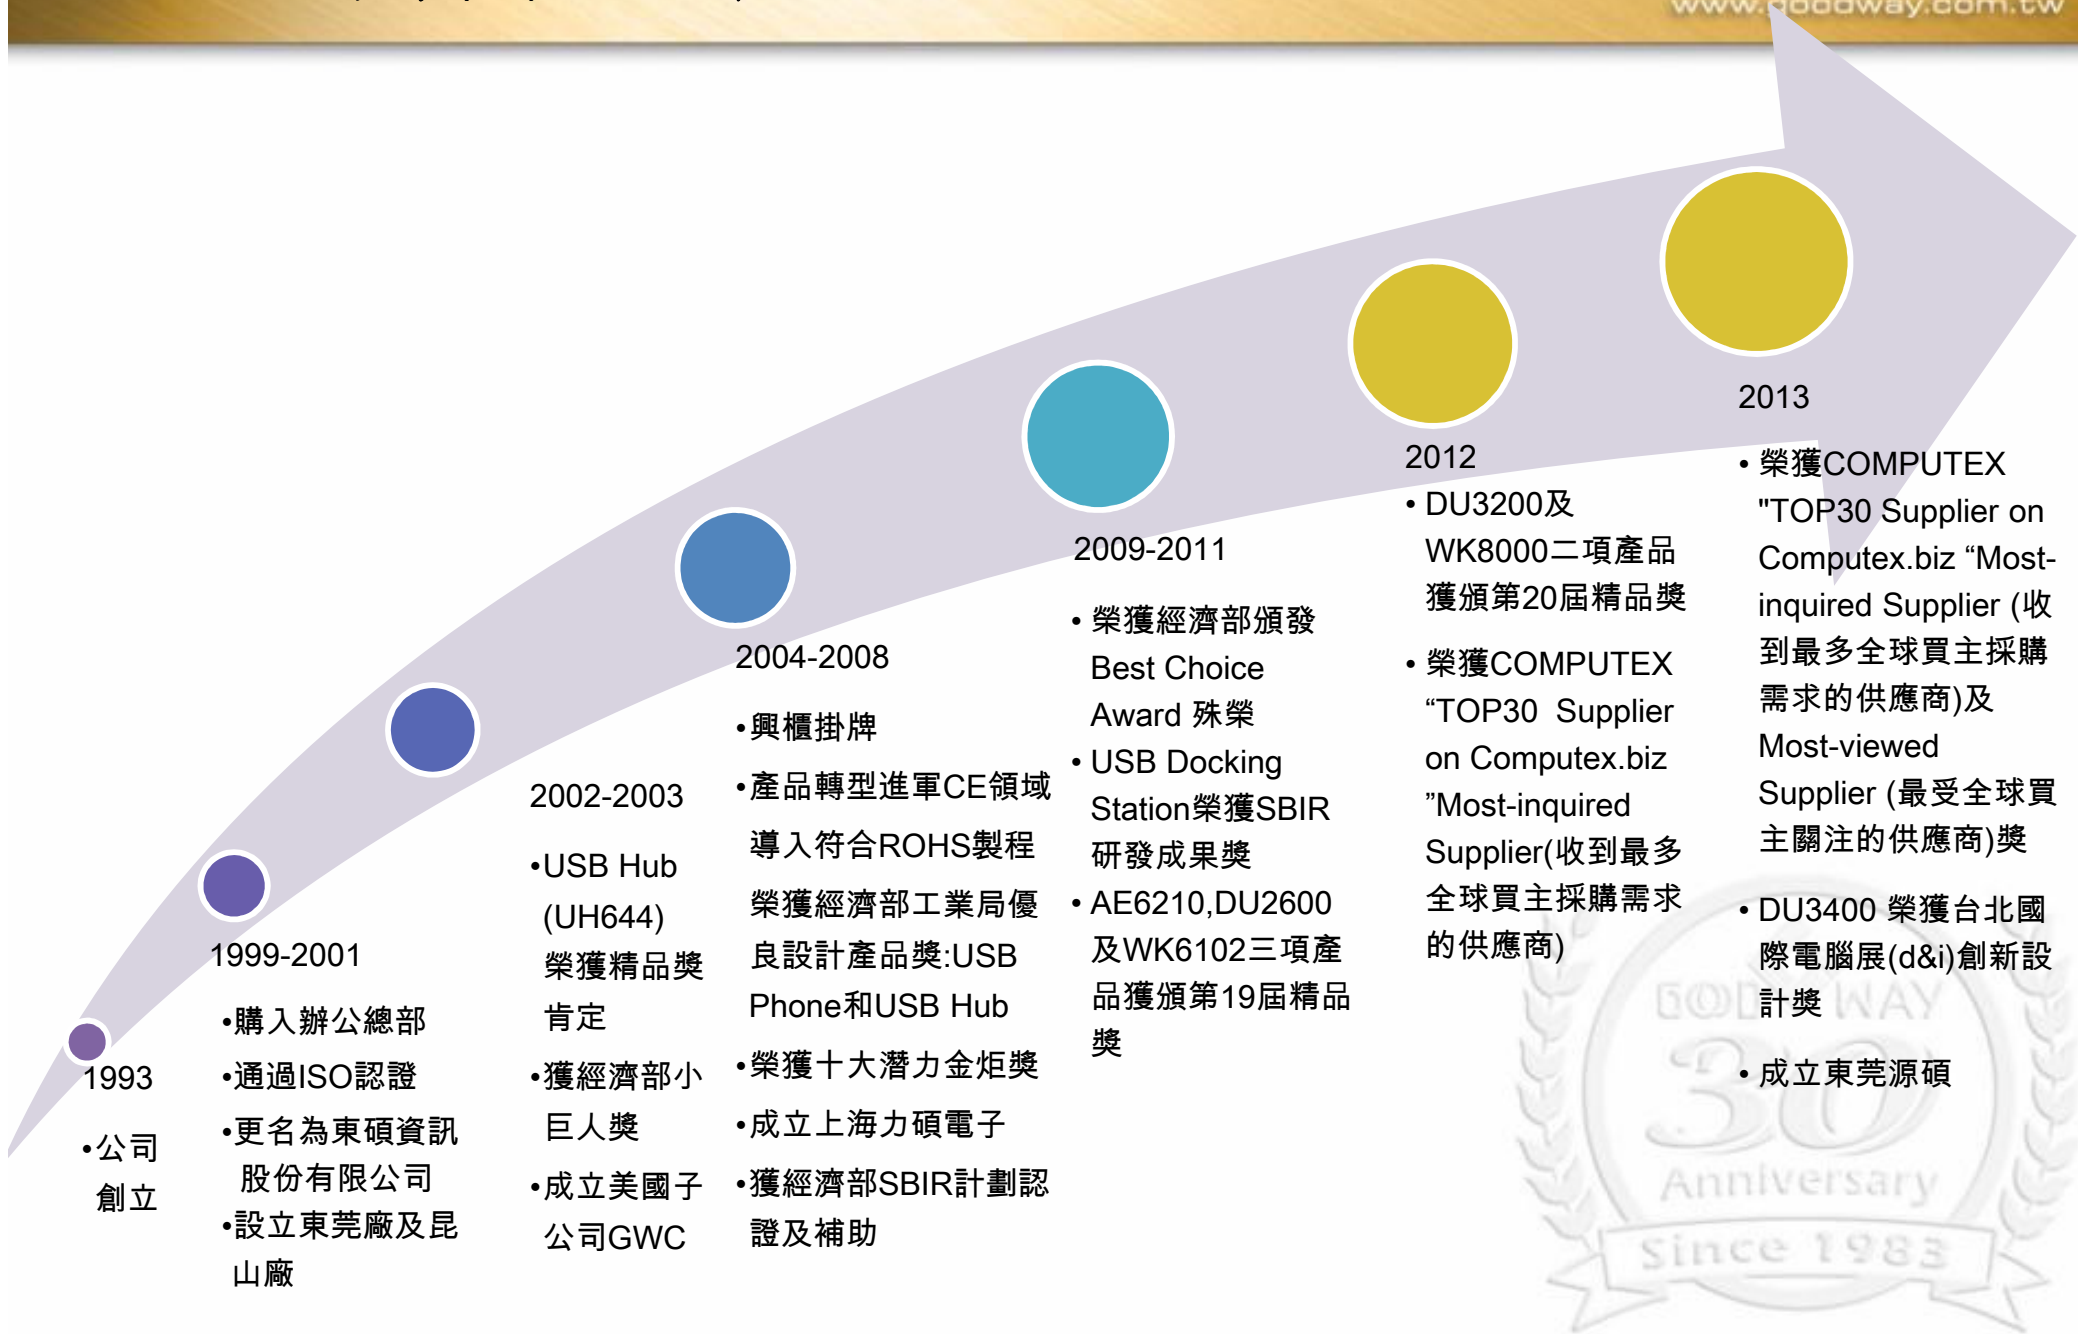 www.goodway.com.tw
1993
•公司
創立
1999-2001
•購入辦公總部
•通過ISO認證
•更名為東碩資訊
股份有限公司
•設立東莞廠及昆
山廠
2002-2003
•USB Hub
(UH644)
榮獲精品獎
肯定
•獲經濟部小
巨人獎
•成立美國子
公司GWC
2004-2008
•興櫃掛牌
•產品轉型進軍CE領域
導入符合ROHS製程
榮獲經濟部工業局優
良設計產品獎:USB
Phone和USB Hub
•榮獲十大潛力金炬獎
•成立上海力碩電子
•獲經濟部SBIR計劃認
證及補助
2009-2011
• 榮獲經濟部頒發
Best Choice
Award 殊榮
• USB Docking
Station榮獲SBIR
研發成果獎
• AE6210,DU2600
及WK6102三項產
品獲頒第19屆精品
獎
2012
• DU3200及
WK8000二項產品
獲頒第20屆精品獎
• 榮獲COMPUTEX
“TOP30 Supplier
on Computex.biz
”Most-inquired
Supplier(收到最多
全球買主採購需求
的供應商)
2013
• 榮獲COMPUTEX
"TOP30 Supplier on
Computex.biz “Most-
inquired Supplier (收
到最多全球買主採購
需求的供應商)及
Most-viewed
Supplier (最受全球買
主關注的供應商)獎
• DU3400 榮獲台北國
際電腦展(d&i)創新設
計獎
• 成立東莞源碩
GOOD WAY
30
Anniversary
Since 1983